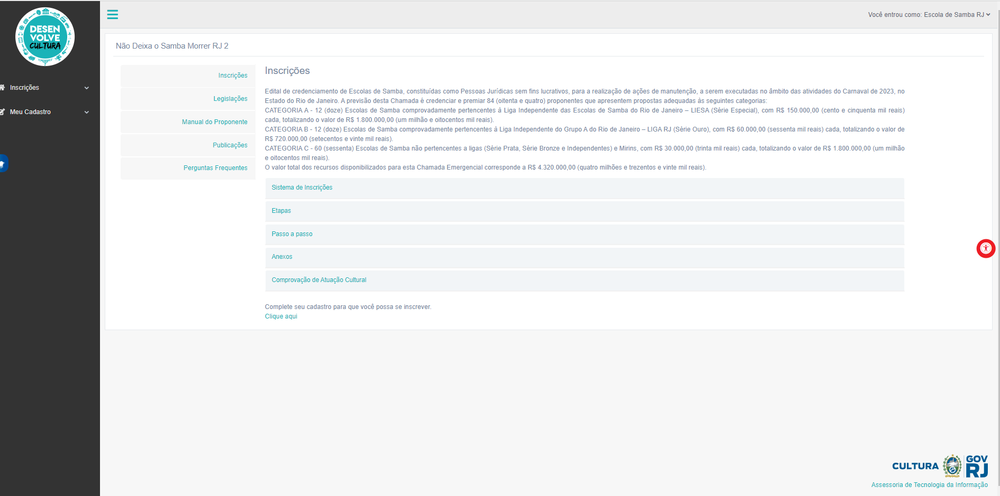 DESEN
VOLVE
CULTURA
Inscrições
Meu Cadastro
Você entrou como: Escola de Samba RJ
Não Deixa o Samba Morrer RJ 2
Inscrições
Legislações
Manual do Proponente
Publicações
Perguntas Frequentes
Inscrições
Edital de credenciamento de Escolas de Samba, constituídas como Pessoas Jurídicas sem fins lucrativos, para a realização de ações de manutenção, a serem executadas no âmbito das atividades do Carnaval de 2023, no
Estado do Rio de Janeiro. A previsão desta Chamada é credenciar e premiar 84 (oitenta e quatro) proponentes que apresentem propostas adequadas às seguintes categorias:
CATEGORIA A - 12 (doze) Escolas de Samba comprovadamente pertencentes à Liga Independente das Escolas de Samba do Rio de Janeiro – LIESA (Série Especial), com R$ 150.000,00 (cento e cinquenta mil reais)
cada, totalizando o valor de R$ 1.800.000,00 (um milhão e oitocentos mil reais).
CATEGORIA B - 12 (doze) Escolas de Samba comprovadamente pertencentes à Liga Independente do Grupo A do Rio de Janeiro – LIGA RJ (Série Ouro), com R$ 60.000,00 (sessenta mil reais) cada, totalizando o valor de
R$ 720.000,00 (setecentos e vinte mil reais).
CATEGORIA C - 60 (sessenta) Escolas de Samba não pertencentes a ligas (Série Prata, Série Bronze e Independentes) e Mirins, com R$ 30.000,00 (trinta mil reais) cada, totalizando o valor de R$ 1.800.000,00 (um milhão
e oitocentos mil reais).
O valor total dos recursos disponibilizados para esta Chamada Emergencial corresponde a R$ 4.320.000,00 (quatro milhões e trezentos e vinte mil reais).
Sistema de Inscrições
Etapas
Passo a passo
Anexos
Comprovação de Atuação Cultural
Complete seu cadastro para que você possa se inscrever.
Clique aqui
CULTURA
GOV
RJ
Assessoria de Tecnologia da Informação